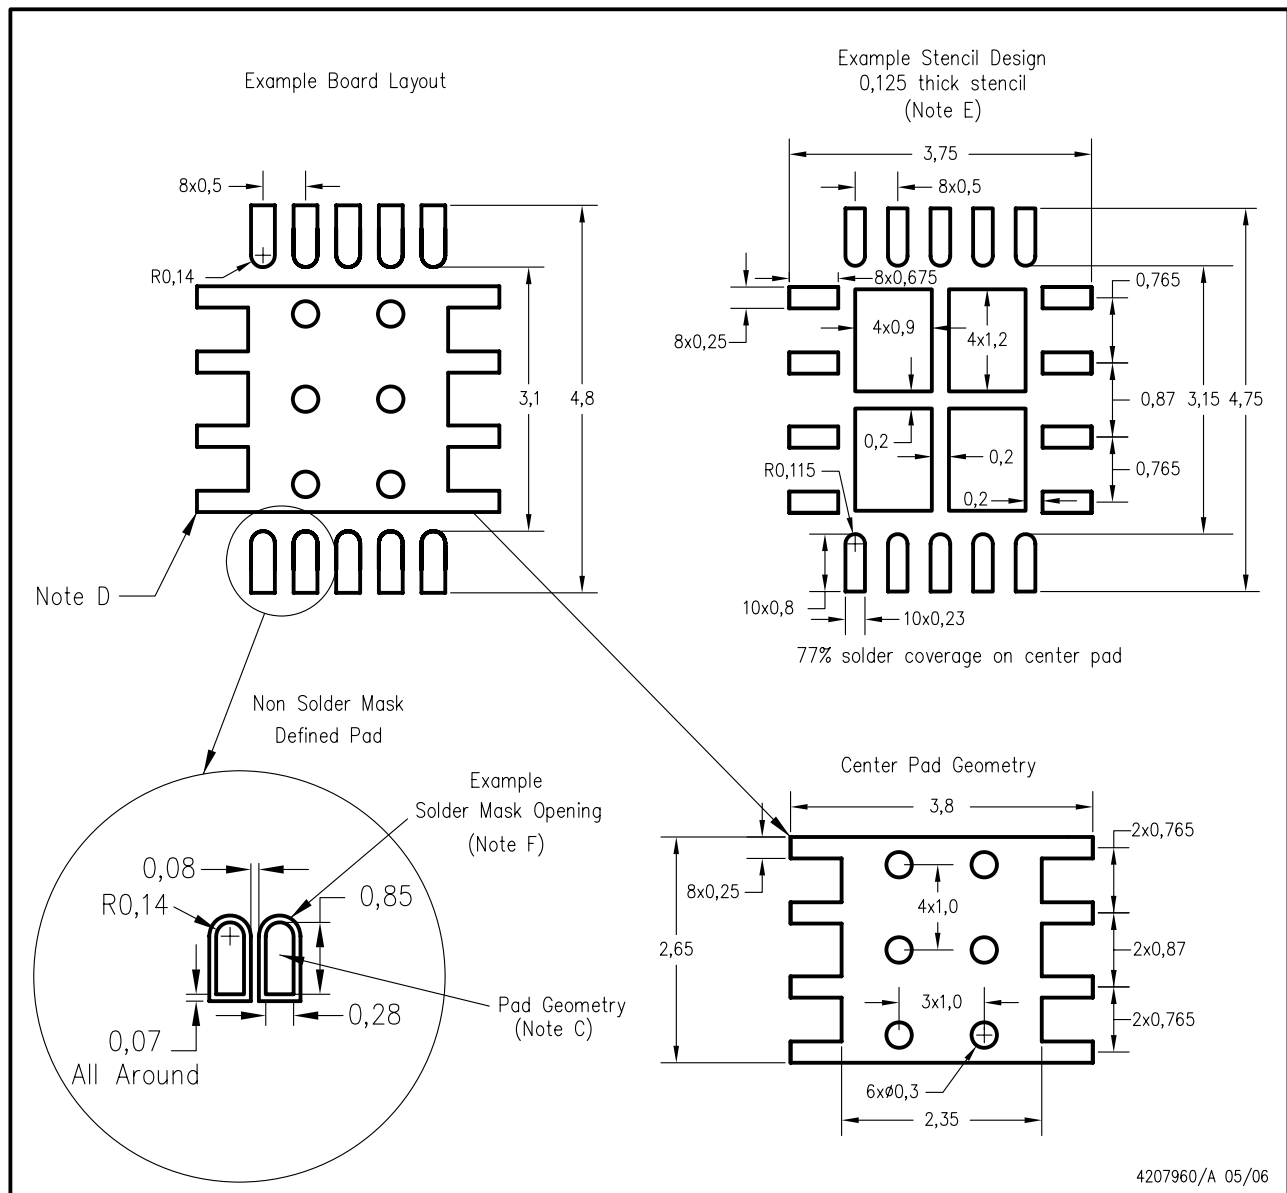 Example Board Layout
8x0,5
R0,14
3,1
4,8
Note D
Example Stencil Design
0,125 thick stencil
(Note E)
3,75
8x0,5
8x0,675
0,765
8x0,25
4x0,9
4x1,2
0,87
3,15
4,75
0,2
0,2
R0,115
0,765
0,2
10x0,8
10x0,23
77% solder coverage on center pad
Non Solder Mask
Defined Pad
Example
Solder Mask Opening
(Note F)
0,08
R0,14
0,85
Pad Geometry
(Note C)
0,28
0,07
All Around
Center Pad Geometry
3,8
2x0,765
8x0,25
4x1,0
2,65
2x0,87
3x1,0
2x0,765
6xø0,3
2,35
4207960/A 05/06